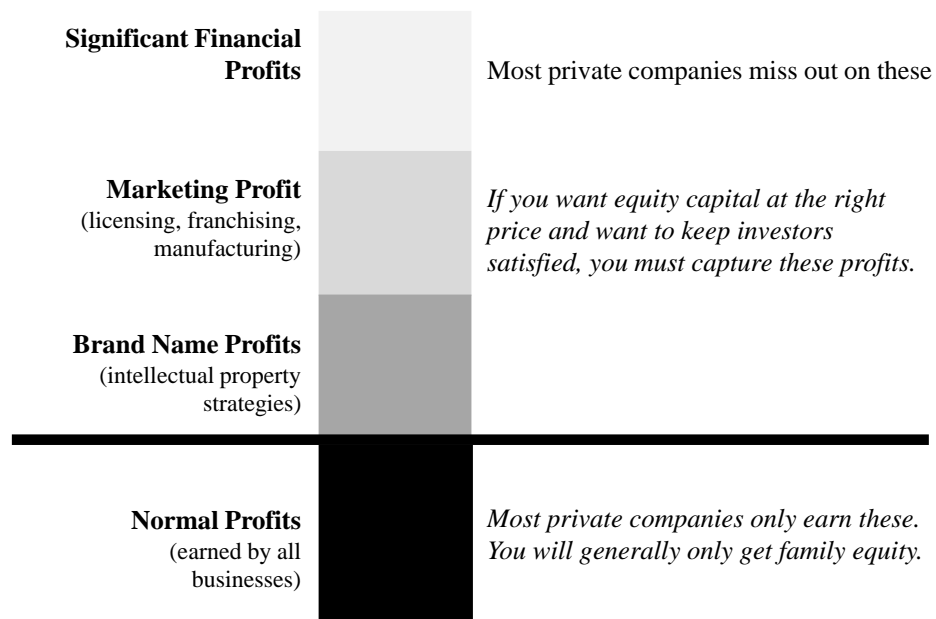 Significant Financial
Profits
Most private companies miss out on these
Marketing Profit
(licensing, franchising,
manufacturing)
If you want equity capital at the right
price and want to keep investors
satisfied, you must capture these profits.
Brand Name Profits
(intellectual property
strategies)
Normal Profits
(earned by all
businesses)
Most private companies only earn these.
You will generally only get family equity.